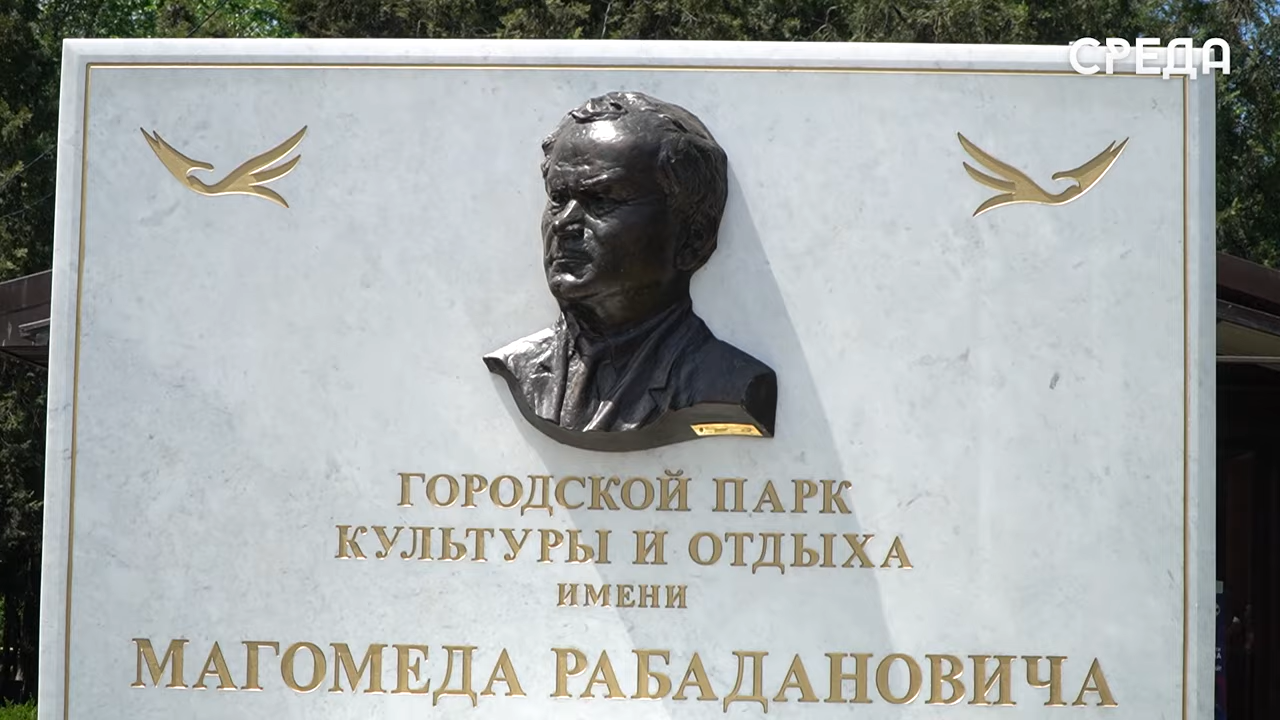 СРЕДА
ГОРОДСКОЙ ПАРК
КУЛЬТУРЫ И ОТДЫХА
ИМЕНИ
МАГОМЕДА РАБАДАНОВИЧА